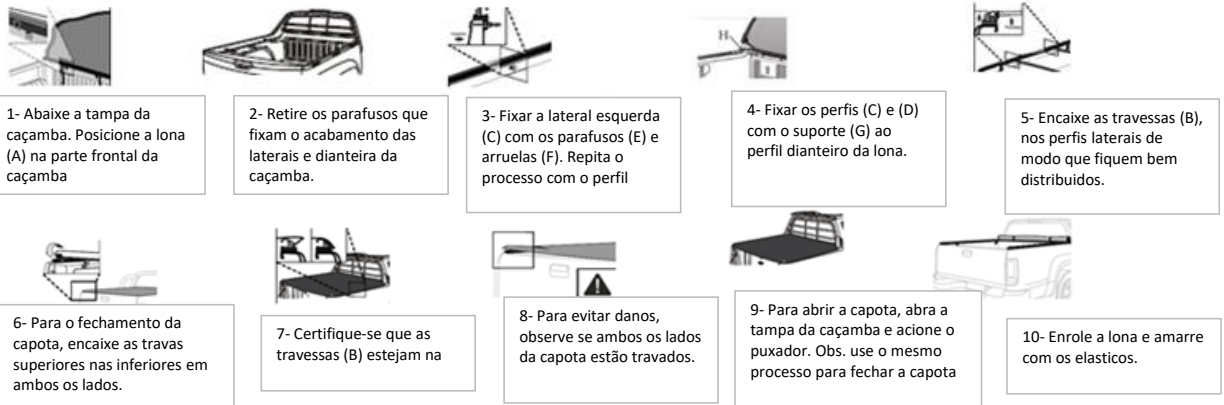 H
1- Abaixe a tampa da
caçamba. Posicione a lona
(A) na parte frontal da
caçamba
2- Retire os parafusos que
fixam o acabamento das
laterais e dianteira da
caçamba.
3- Fixar a lateral esquerda
(C) com os parafusos (E) e
arruelas (F). Repita o
processo com o perfil
4- Fixar os perfis (C) e (D)
com o suporte (G) ao
perfil dianteiro da lona.
5- Encaixe as travessas (B),
nos perfis laterais de
modo que fiquem bem
distribuidos.
6- Para o fechamento da
capota, encaixe as travas
superiores nas inferiores em
ambos os lados.
7- Certifique-se que as
travessas (B) estejam na
8- Para evitar danos,
observe se ambos os lados
da capota estão travados.
9- Para abrir a capota, abra a
tampa da caçamba e acione o
puxador. Obs. use o mesmo
processo para fechar a capota
10- Enrole a lona e amarre
com os elasticos.